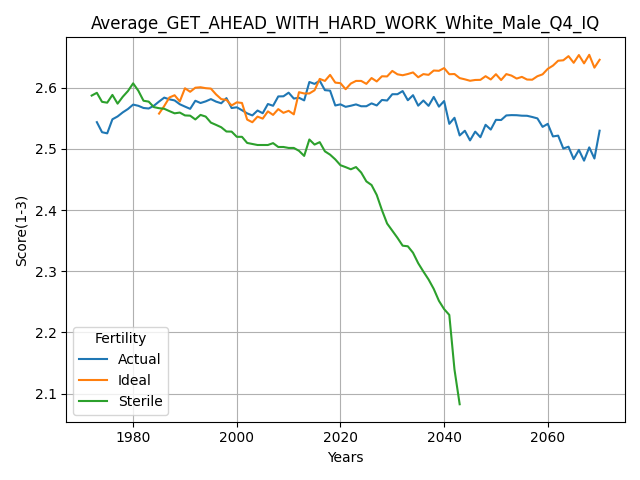 Average_GET_AHEAD_WITH_HARD_WORK_White_Male_Q4_IQ
Score(1-3)
2.6
2.5
2.4
2.3
2.2
2.1
Fertility
Actual
Ideal
Sterile
1980 2000 2020 2040 2060
Years